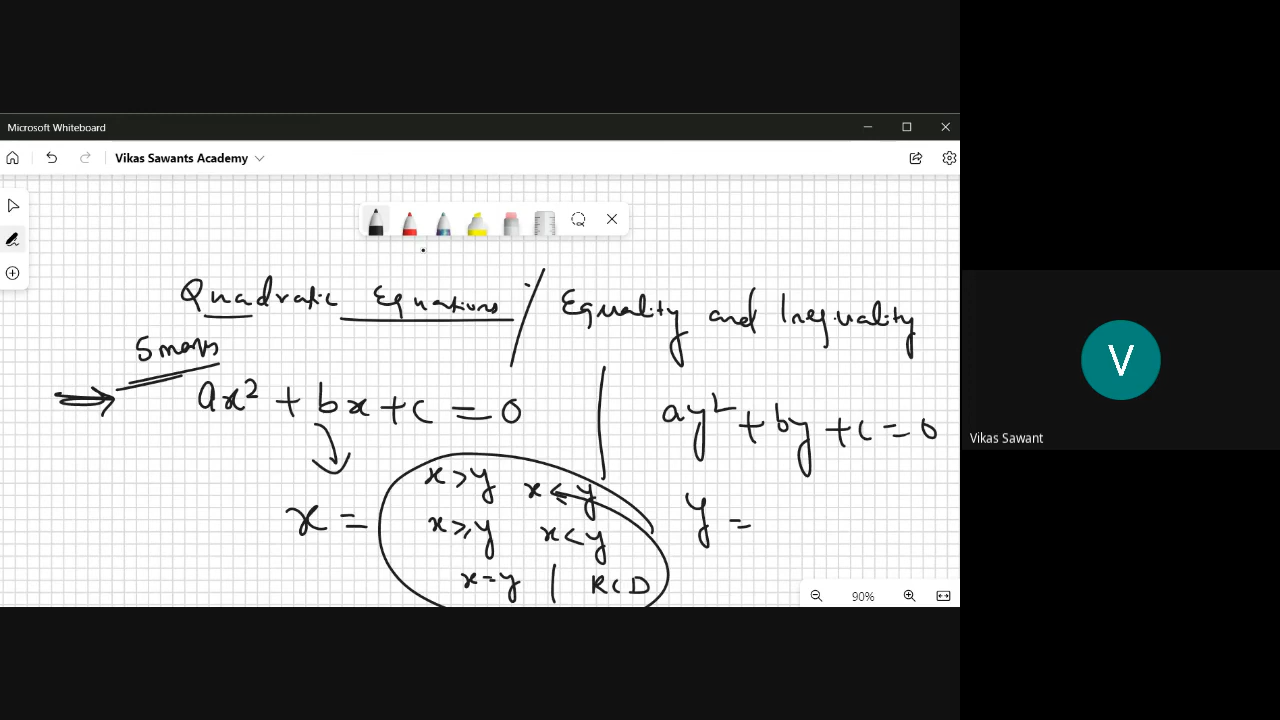 Microsoft Whiteboard
Vikas Sawants Academy
Quadratic Equations / Equality and Inequality
5 marks
ax² + bx + c = 0
ay² + by + c = 0
x > y x ≤ y
x = y =
x ≥ y x < y
x = y | RCD
90%
V
Vikas Sawant